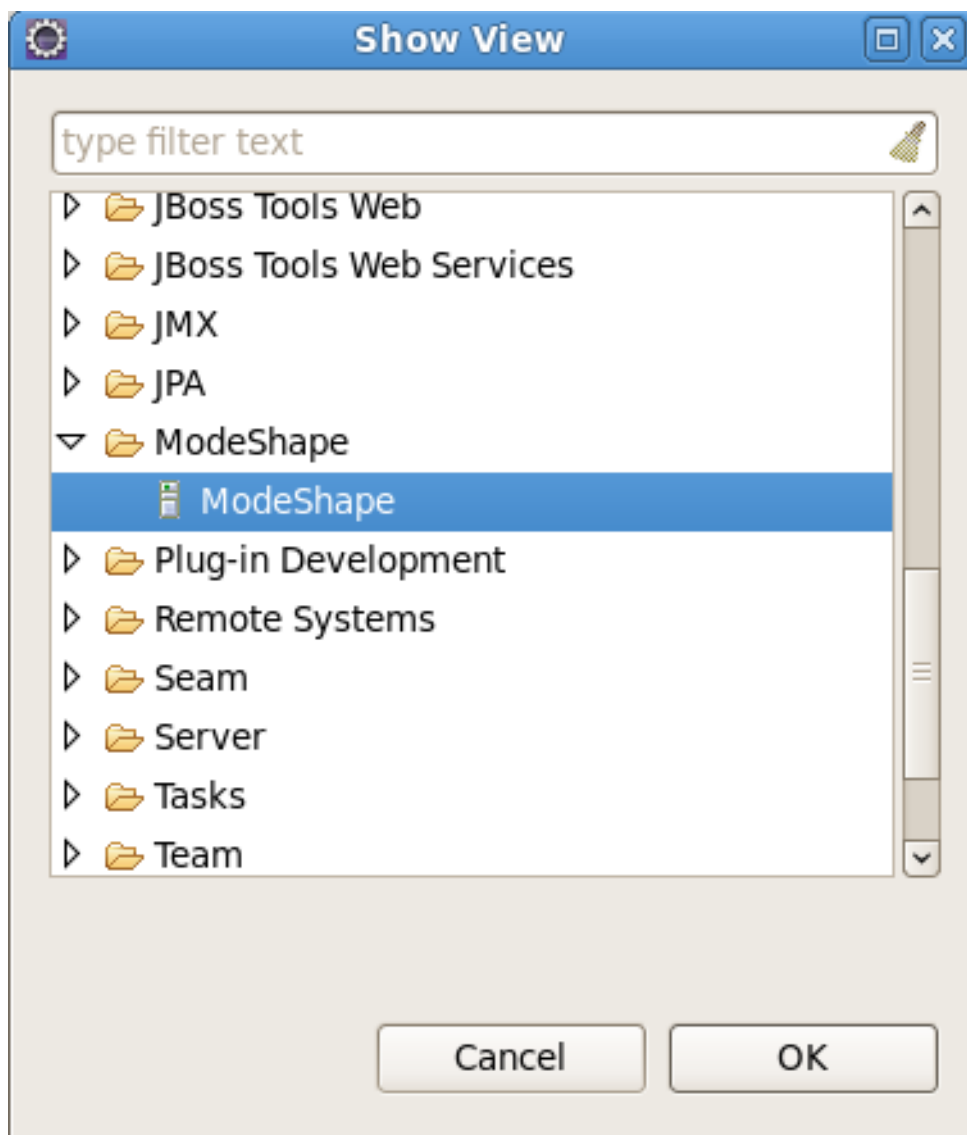 Show View
type filter text
JBoss Tools Web
JBoss Tools Web Services
JMX
JPA
ModeShape
ModeShape
Plug-in Development
Remote Systems
Seam
Server
Tasks
Team
Cancel OK